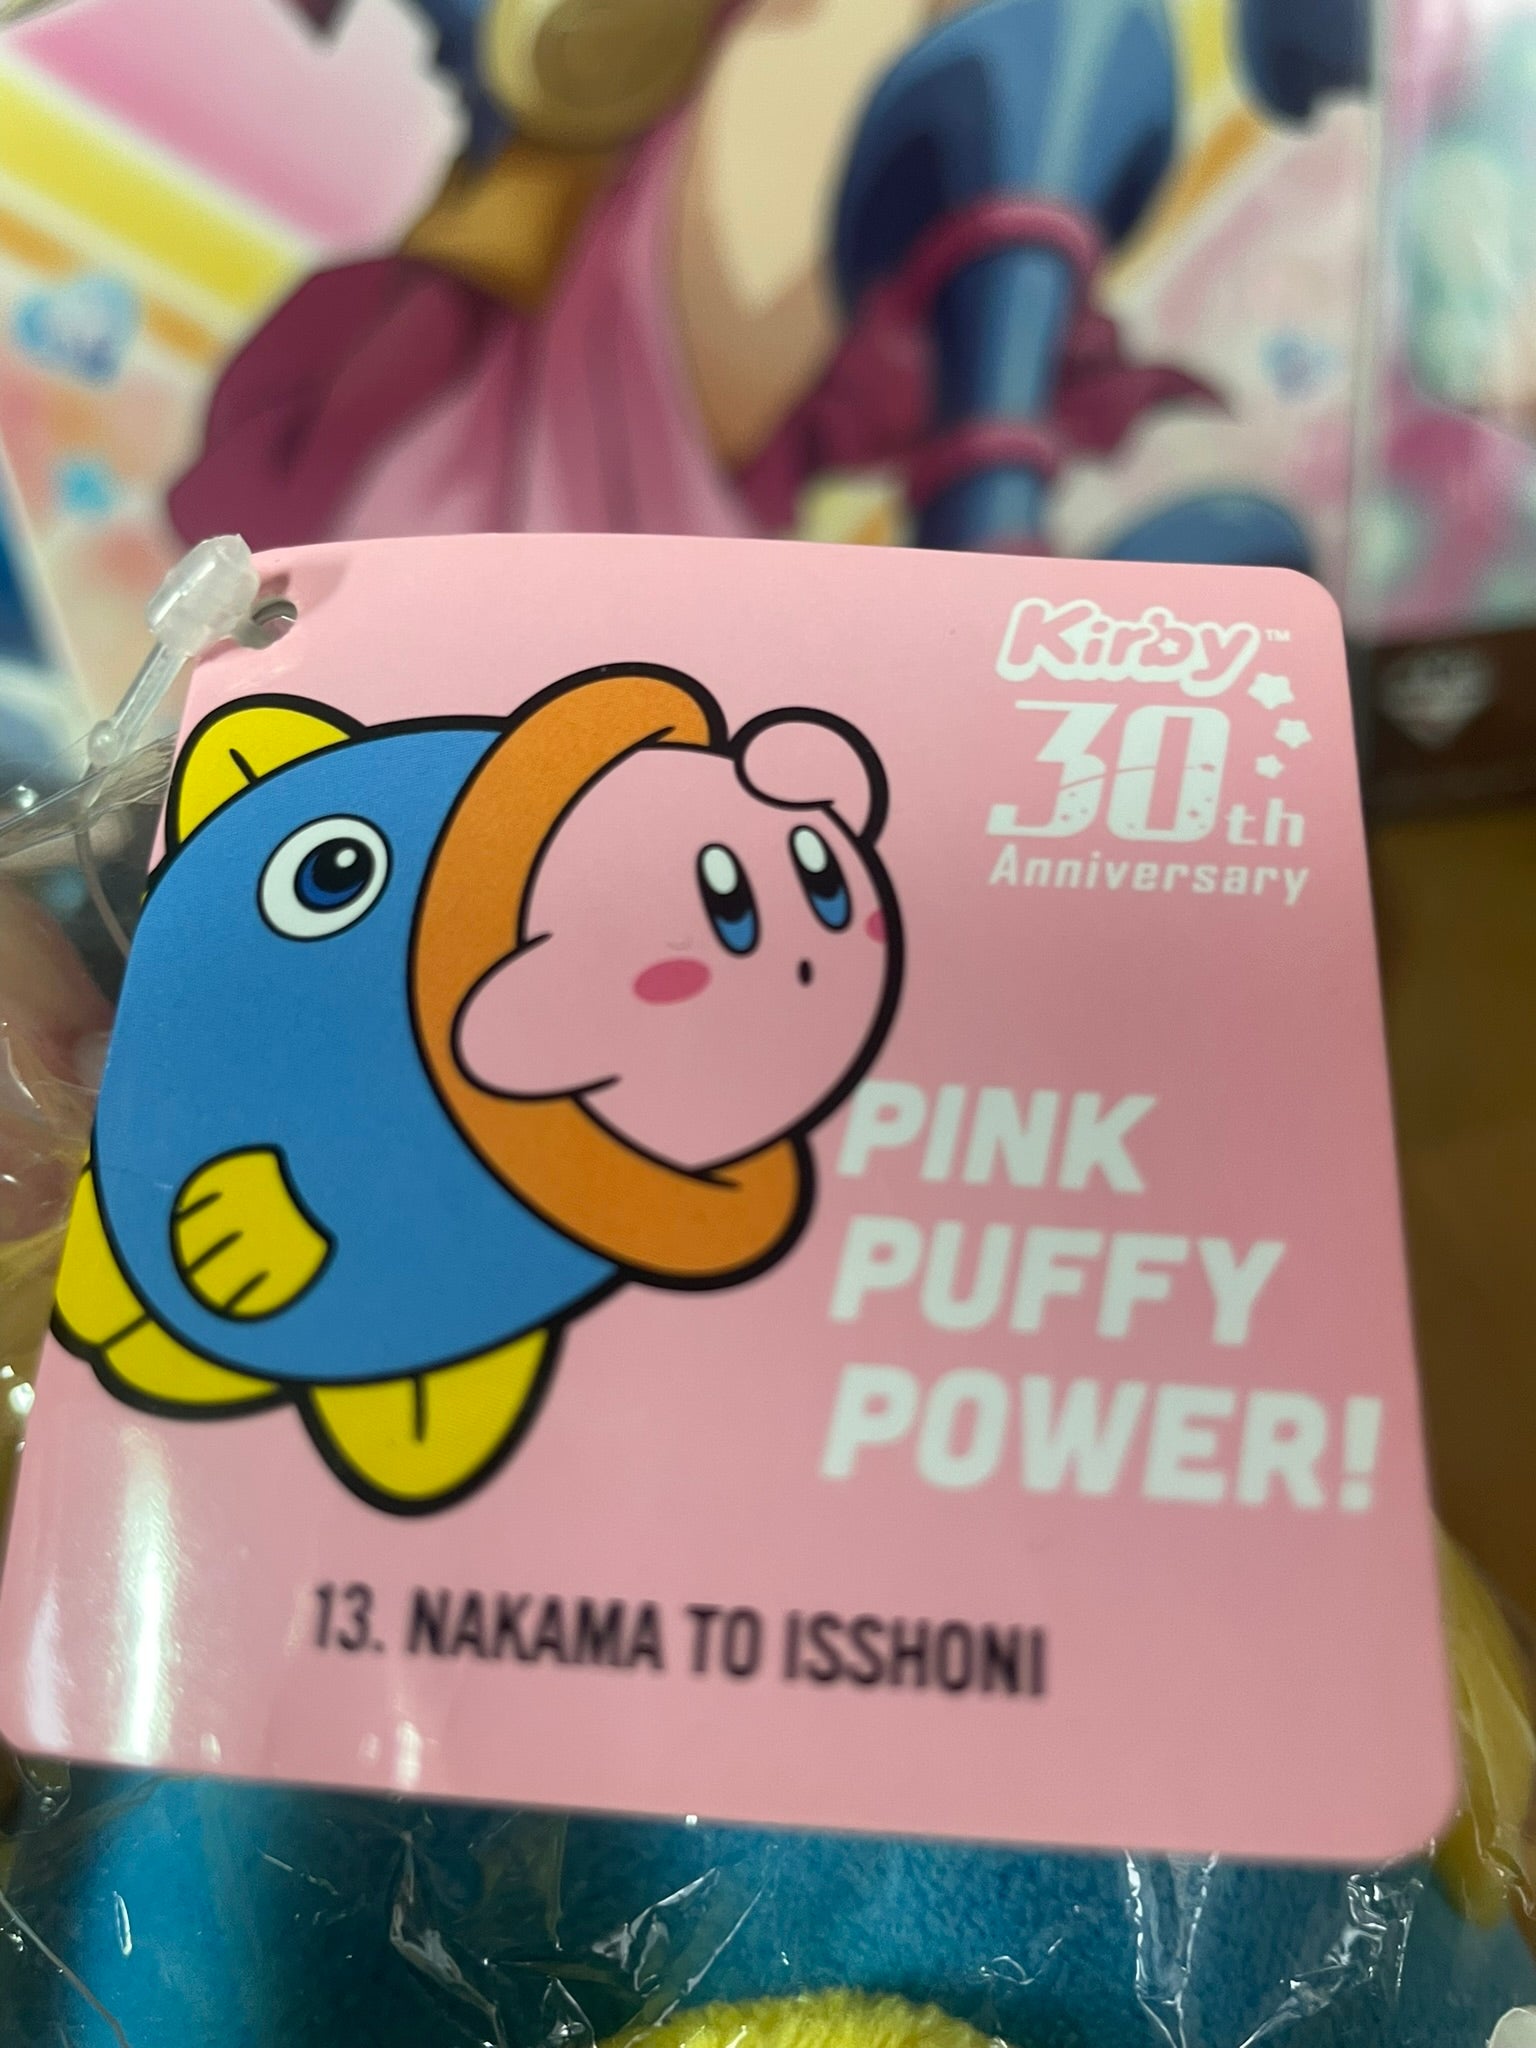 Kirby™
30th
Anniversary
PINK
PUFFY
POWER!
13. NAKAMA TO ISSHONI